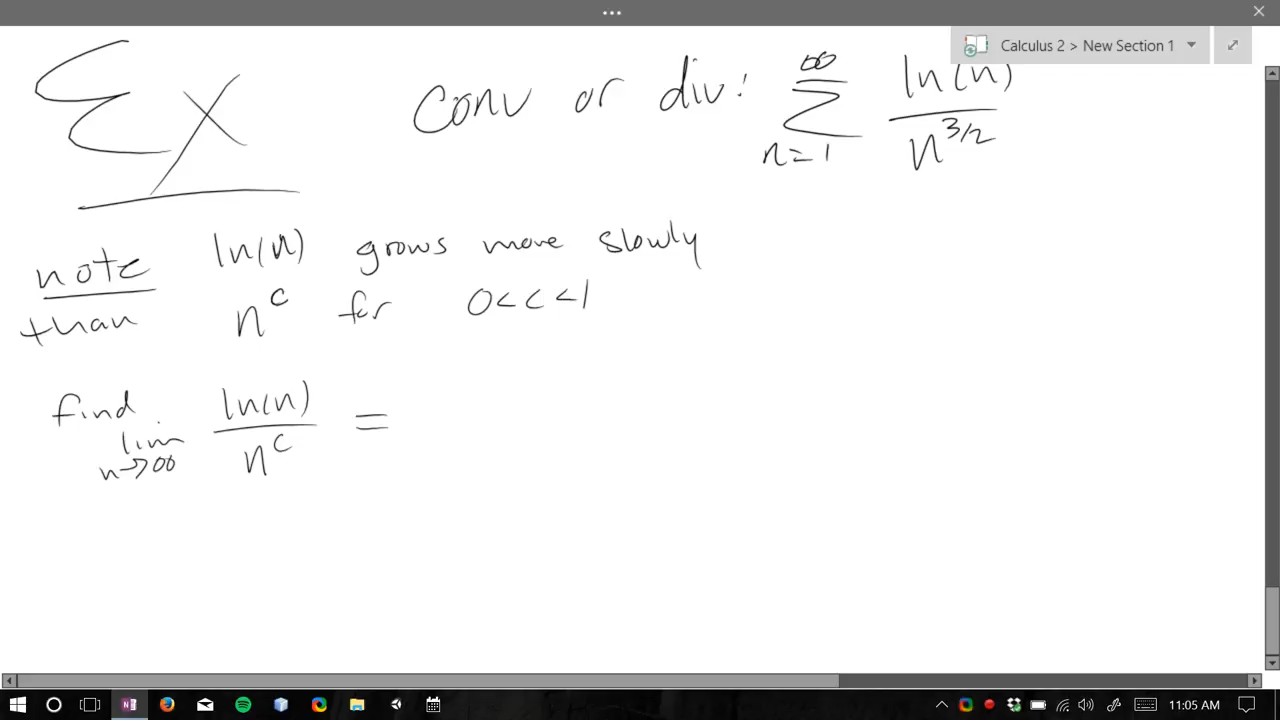 ...
Calculus 2 > New Section 1
Ex conv or div: ∞ Σ n=1 ln(n) / n^3/2
note ln(n) grows more slowly
than n^c for 0<c<1
find lim n→∞ ln(n) / n^c =
11:05 AM